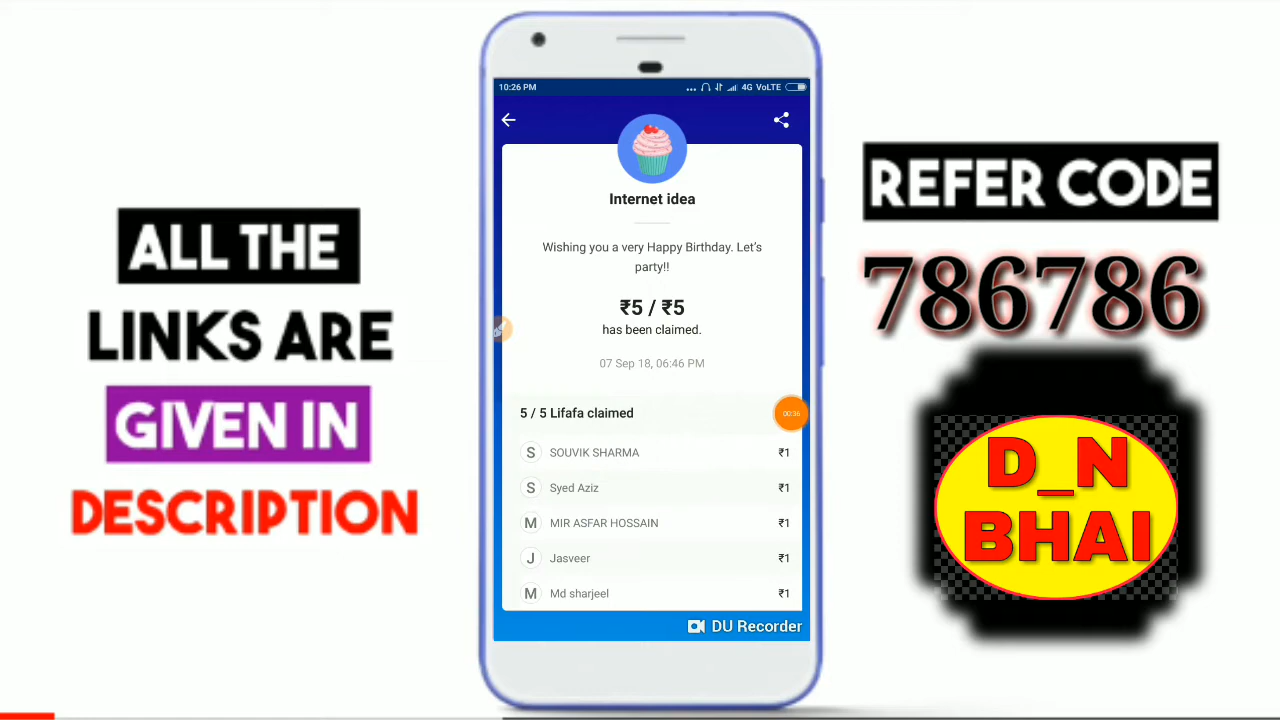 ALL THE
LINKS ARE
GIVEN IN
DESCRIPTION
10:26 PM
... 4G VoLTE
Internet idea
Wishing you a very Happy Birthday. Let's
party!!
₹5 / ₹5
has been claimed.
07 Sep 18, 06:46 PM
5 / 5 Lifafa claimed
00:36
S SOUVIK SHARMA ₹1
S Syed Aziz ₹1
M MIR ASFAR HOSSAIN ₹1
J Jasveer ₹1
M Md sharjeel ₹1
DU Recorder
REFER CODE
786786
D_N
BHAI